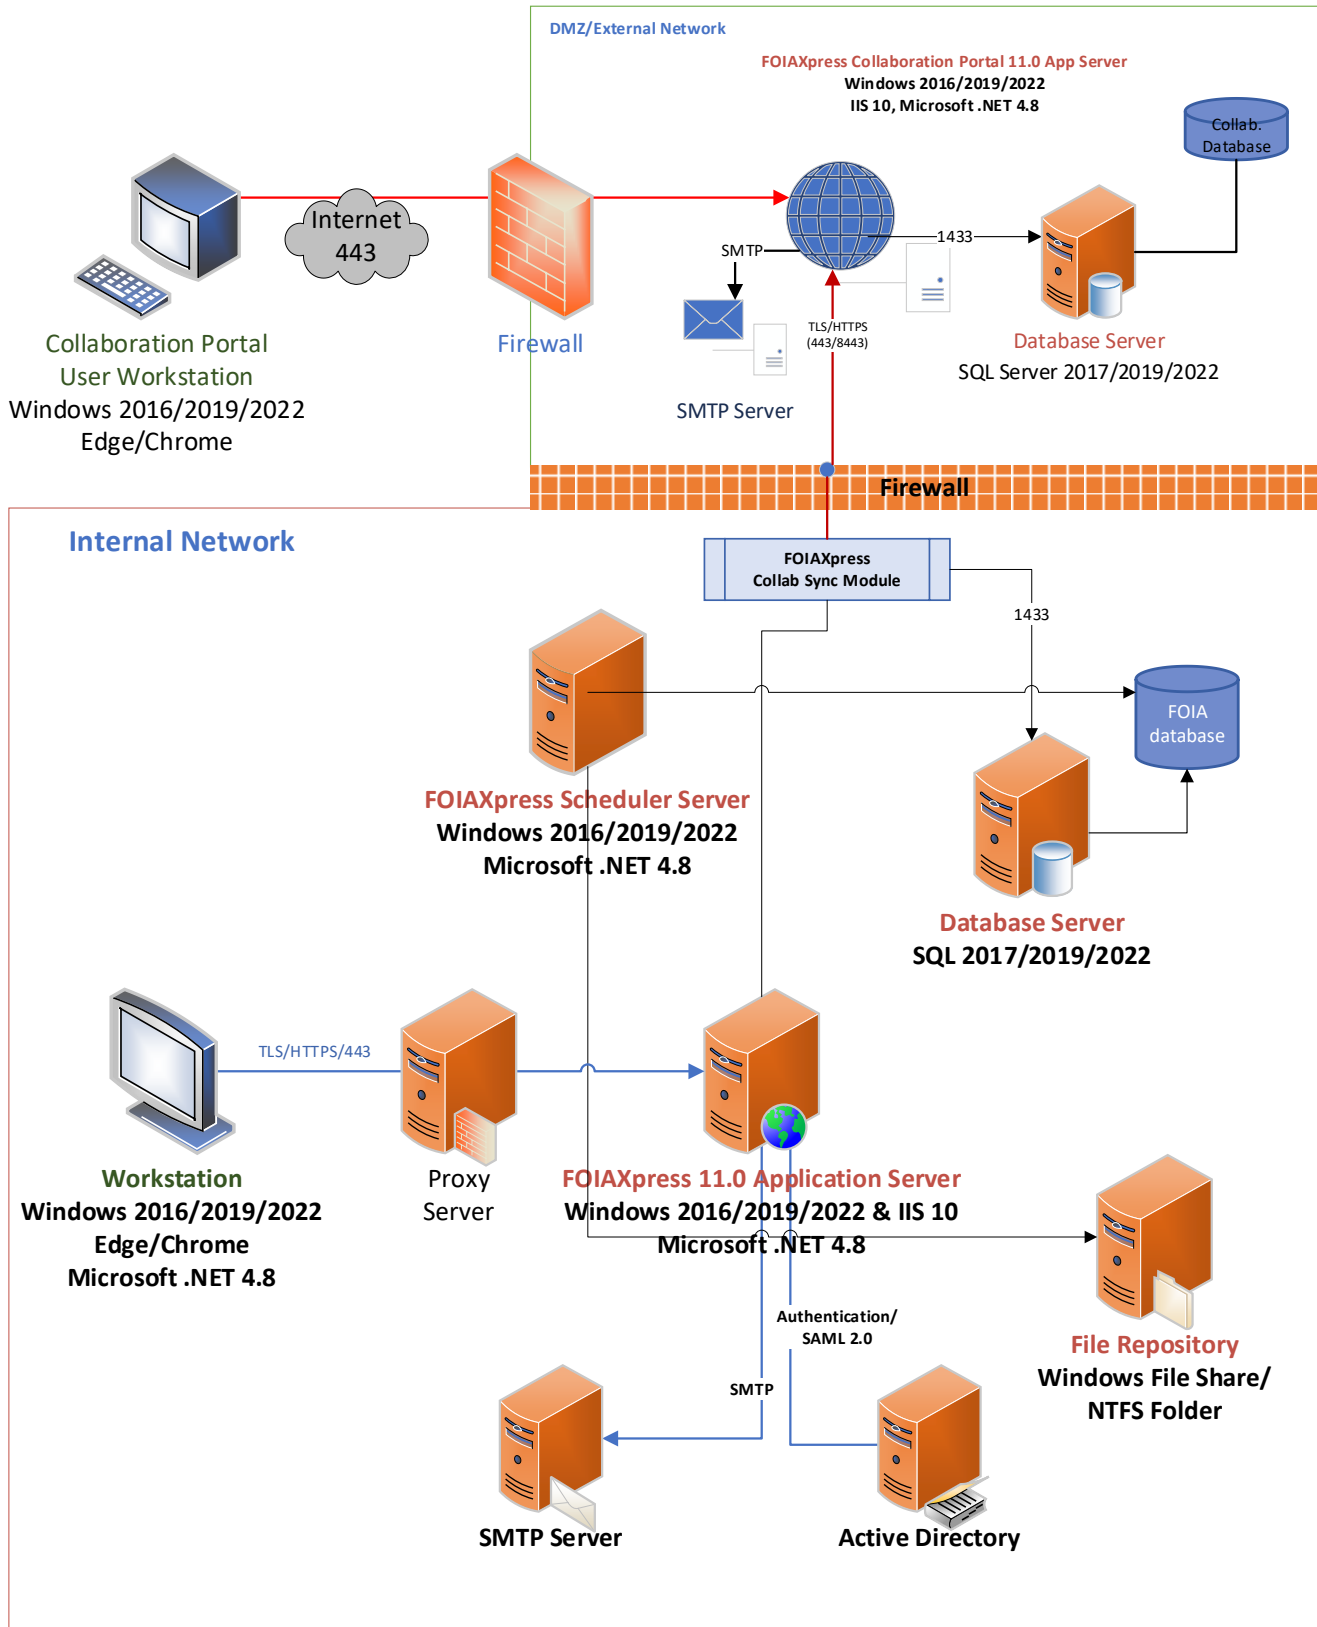 DMZ/External Network
FOIAXpress Collaboration Portal 11.0 App Server
Windows 2016/2019/2022
IIS 10, Microsoft .NET 4.8
Collab.
Database
Internet
443
1433
SMTP
TLS/HTTPS
(443/8443)
Collaboration Portal
User Workstation
Windows 2016/2019/2022
Edge/Chrome
Firewall
SMTP Server
Database Server
SQL Server 2017/2019/2022
Firewall
Internal Network
FOIAXpress
Collab Sync Module
1433
FOIA
database
FOIAXpress Scheduler Server
Windows 2016/2019/2022
Microsoft .NET 4.8
Database Server
SQL 2017/2019/2022
TLS/HTTPS/443
Workstation
Windows 2016/2019/2022
Edge/Chrome
Microsoft .NET 4.8
Proxy
Server
FOIAXpress 11.0 Application Server
Windows 2016/2019/2022 & IIS 10
Microsoft .NET 4.8
Authentication/
SAML 2.0
SMTP
File Repository
Windows File Share/
NTFS Folder
SMTP Server
Active Directory